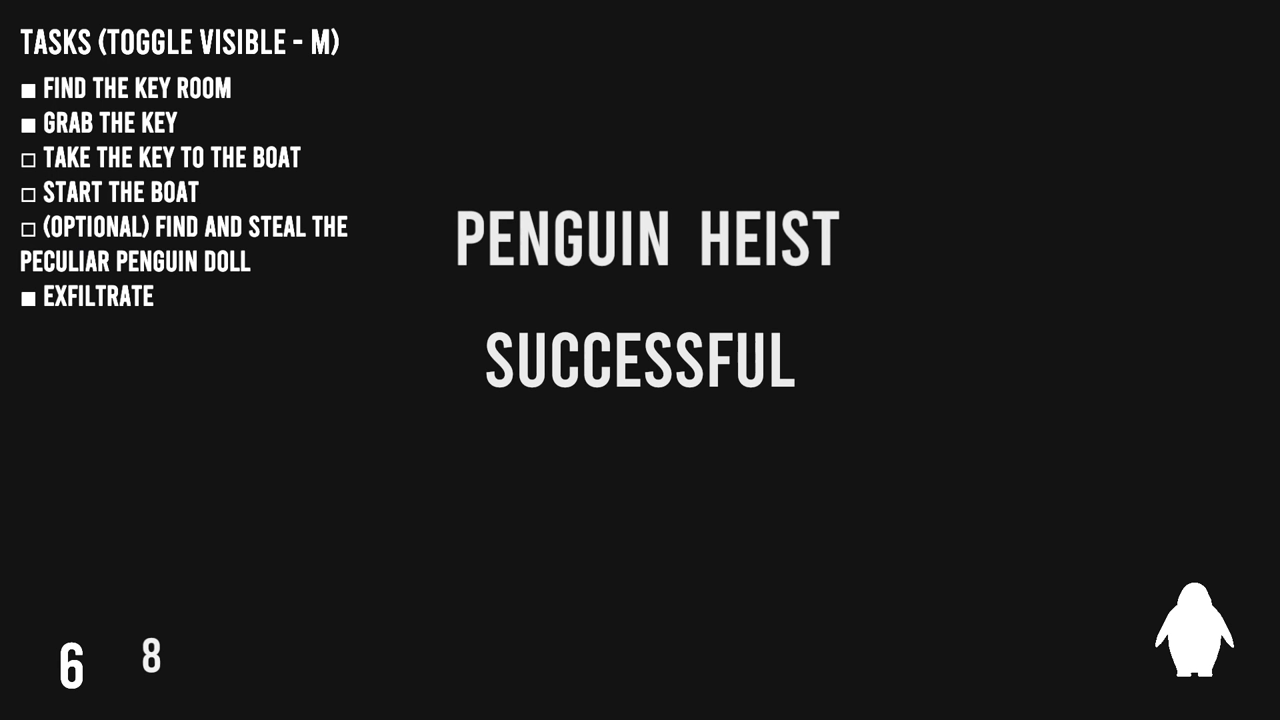 TASKS (TOGGLE VISIBLE - M)
■ FIND THE KEY ROOM
■ GRAB THE KEY
□ TAKE THE KEY TO THE BOAT
□ START THE BOAT
□ (OPTIONAL) FIND AND STEAL THE
PECULIAR PENGUIN DOLL
■ EXFILTRATE
PENGUIN HEIST
SUCCESSFUL
6 8